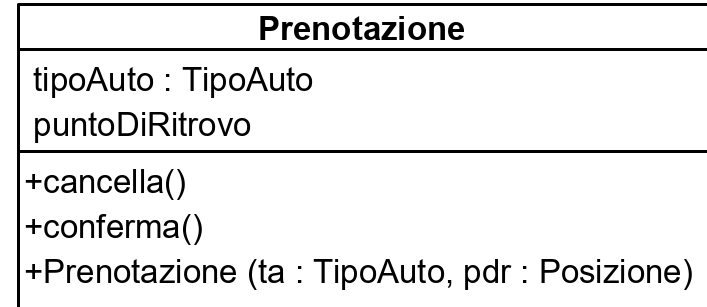 Prenotazione
tipoAuto : TipoAuto
puntoDiRitrovo
+cancella()
+conferma()
+Prenotazione (ta : TipoAuto, pdr : Posizione)